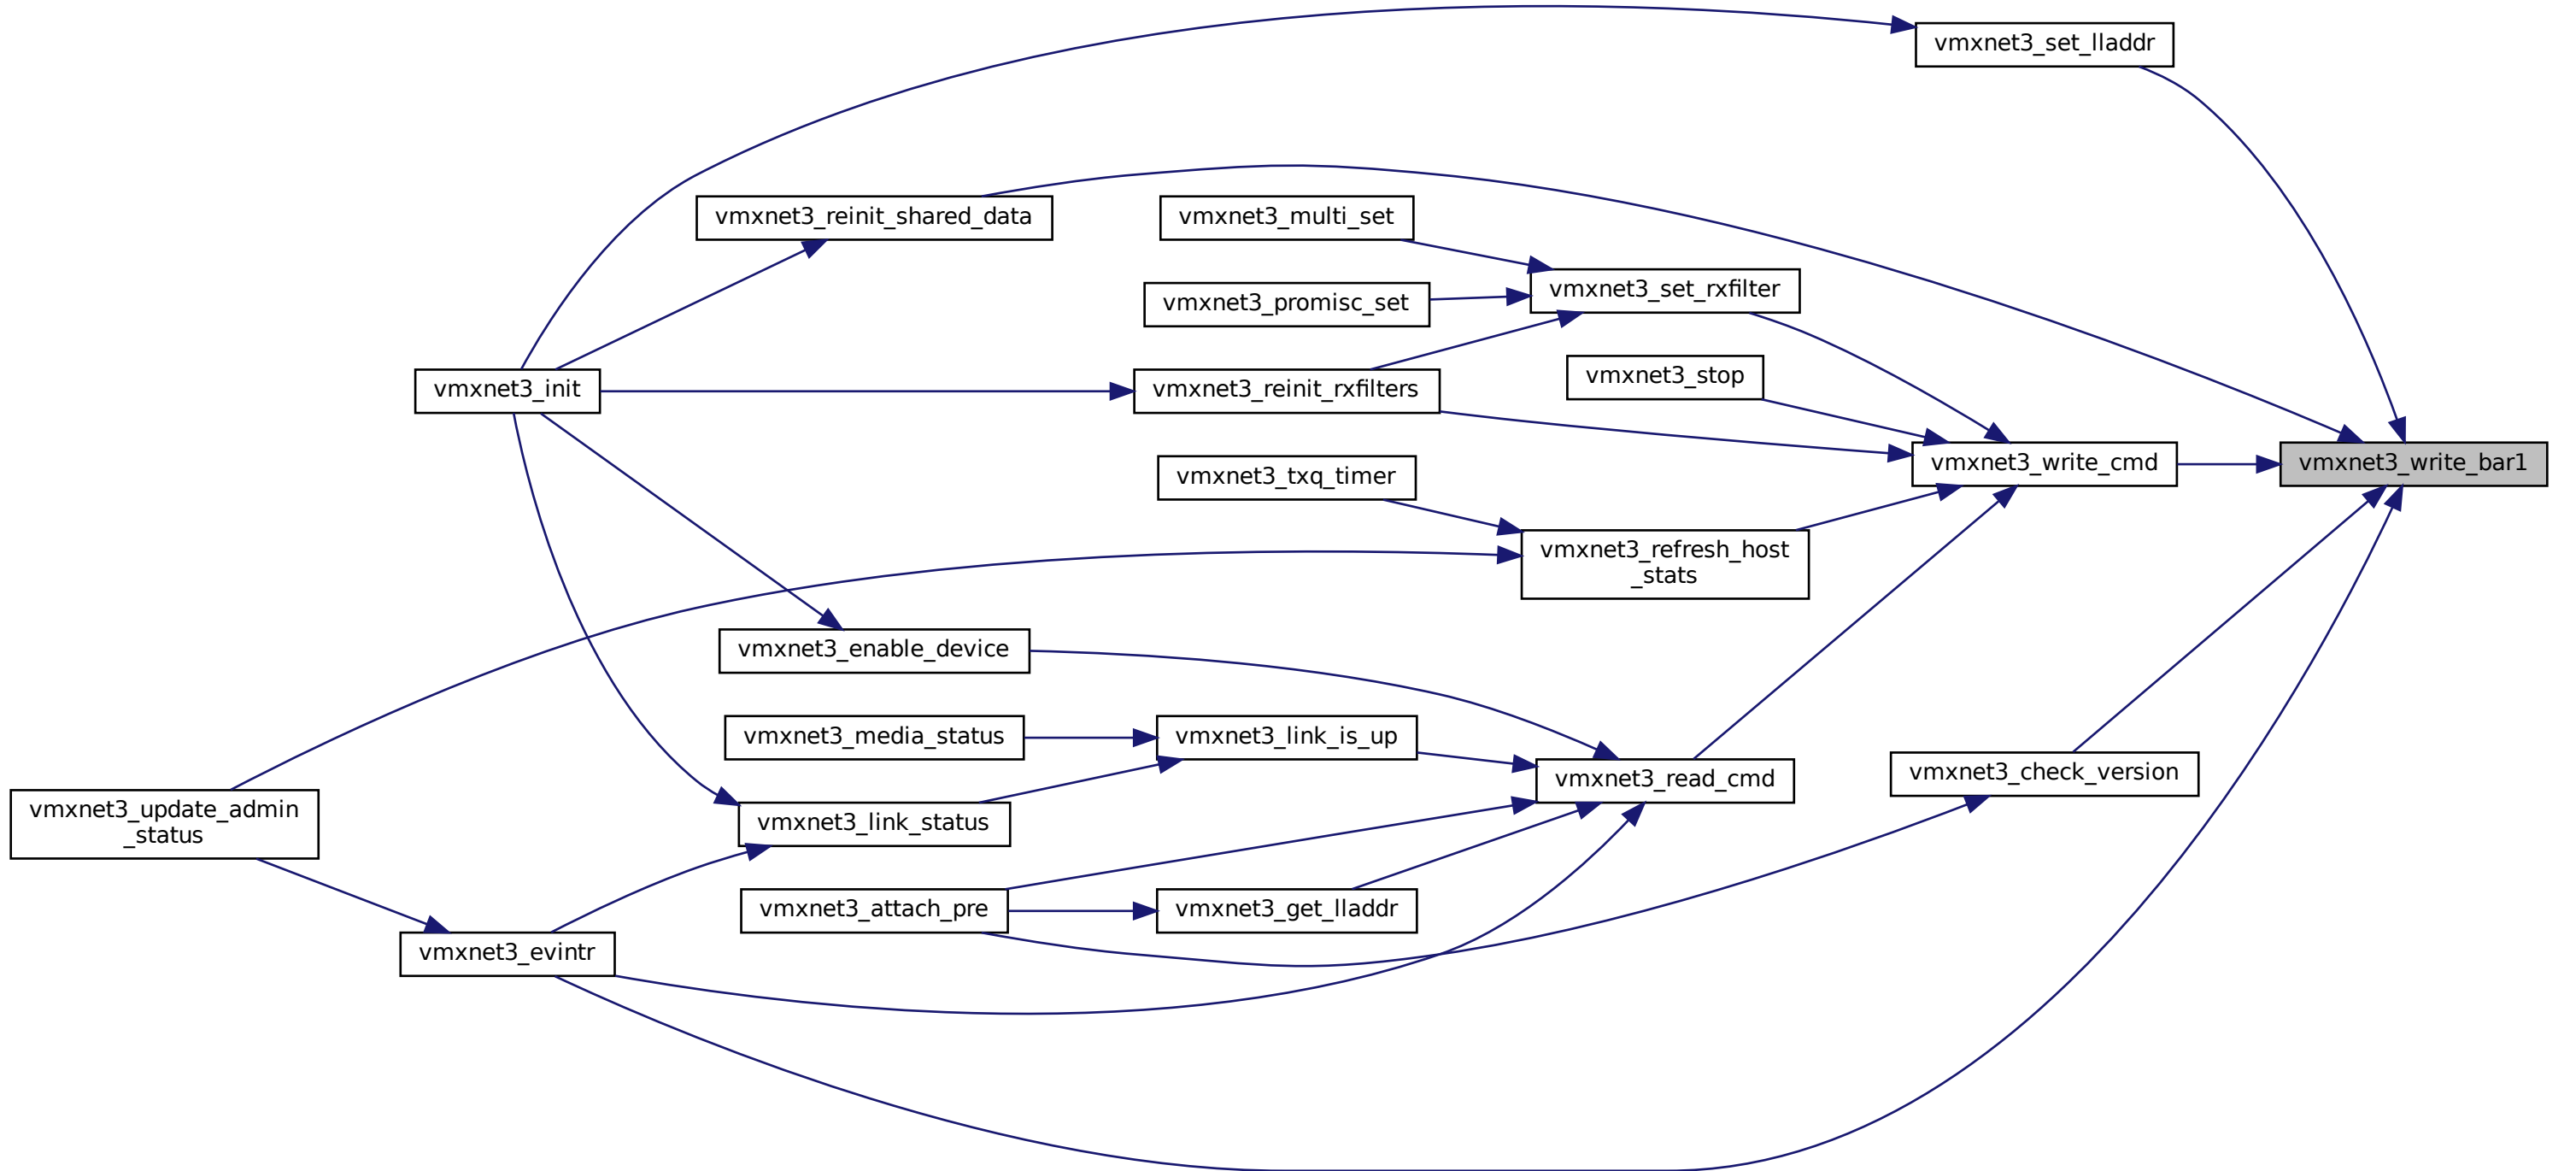 vmxnet3_set_lladdr
vmxnet3_reinit_shared_data
vmxnet3_multi_set
vmxnet3_set_rxfilter
vmxnet3_promisc_set
vmxnet3_stop
vmxnet3_init
vmxnet3_reinit_rxfilters
vmxnet3_write_cmd
vmxnet3_write_bar1
vmxnet3_txq_timer
vmxnet3_refresh_host
_stats
vmxnet3_enable_device
vmxnet3_media_status
vmxnet3_link_is_up
vmxnet3_read_cmd
vmxnet3_check_version
vmxnet3_update_admin
_status
vmxnet3_link_status
vmxnet3_attach_pre
vmxnet3_get_lladdr
vmxnet3_evintr